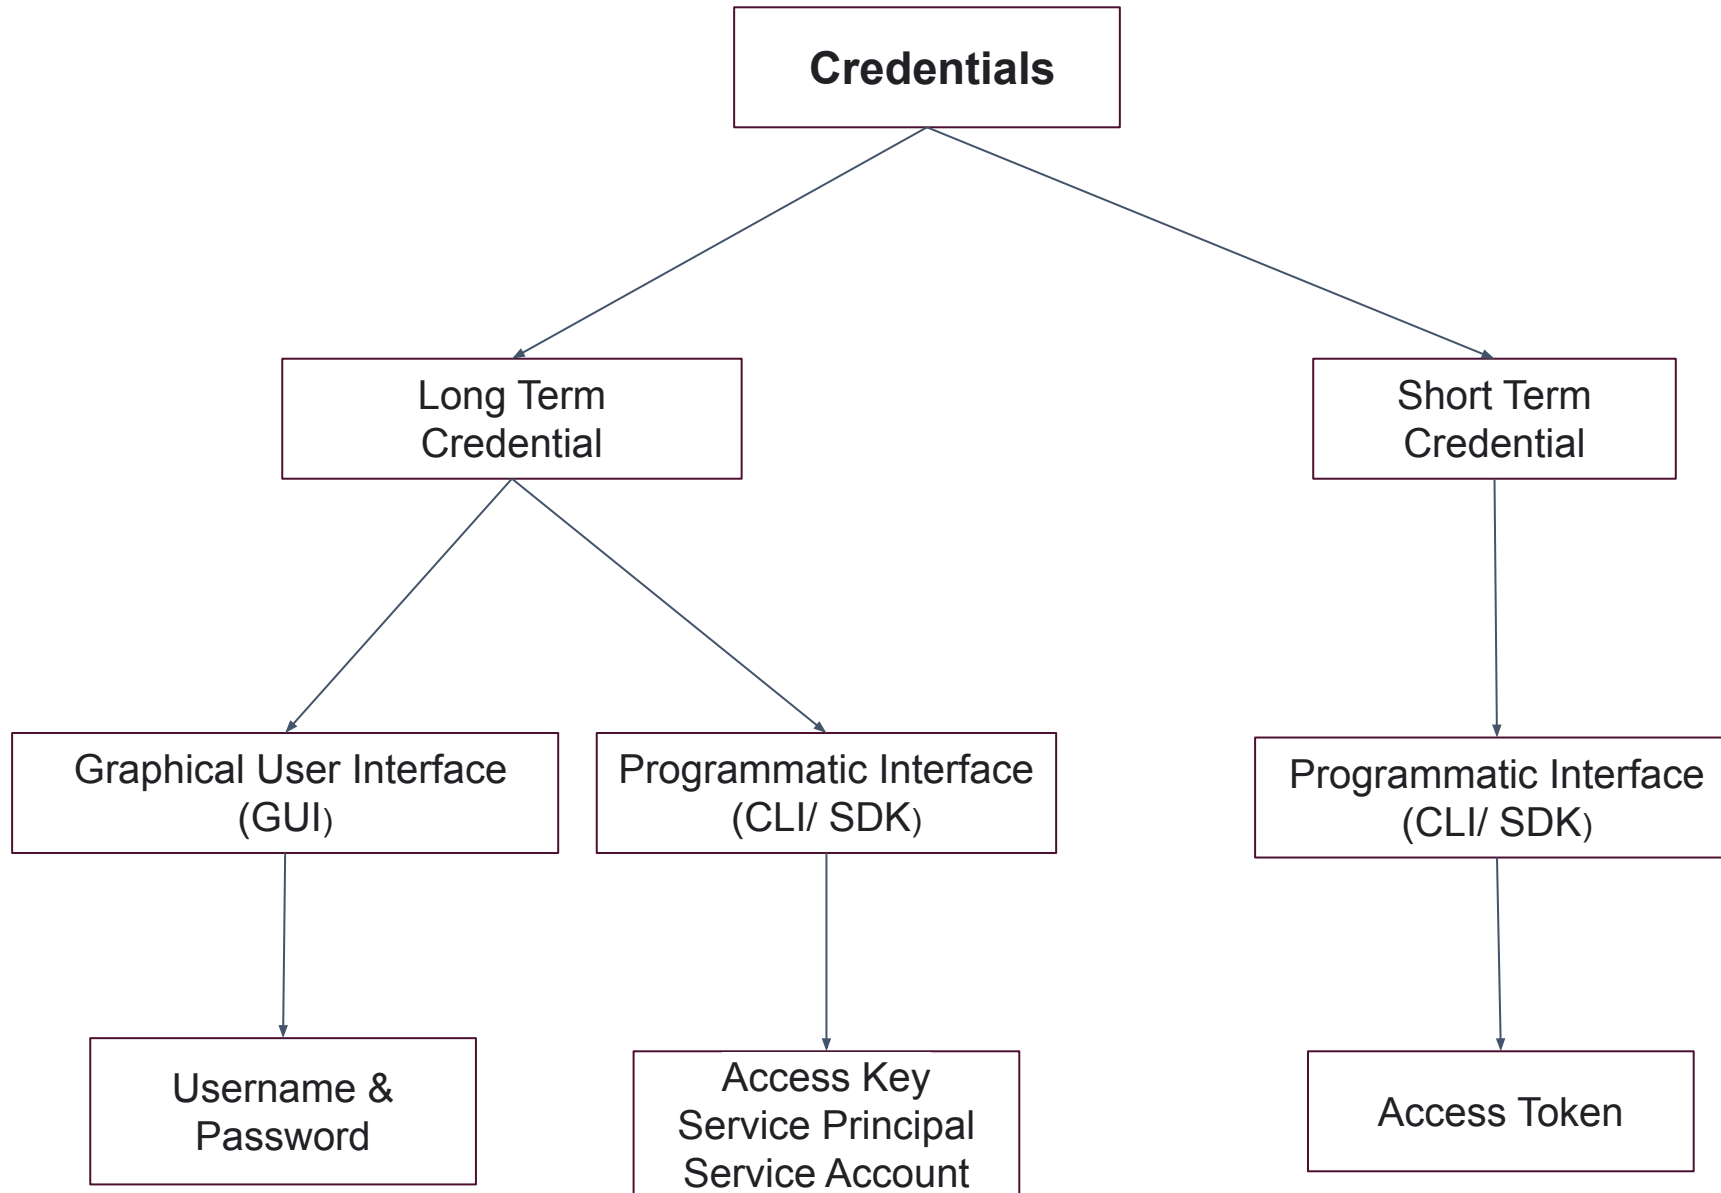 Credentials
Long Term
Credential
Short Term
Credential
Graphical User Interface
(GUI)
Programmatic Interface
(CLI/ SDK)
Programmatic Interface
(CLI/ SDK)
Username &
Password
Access Key
Service Principal
Service Account
Access Token